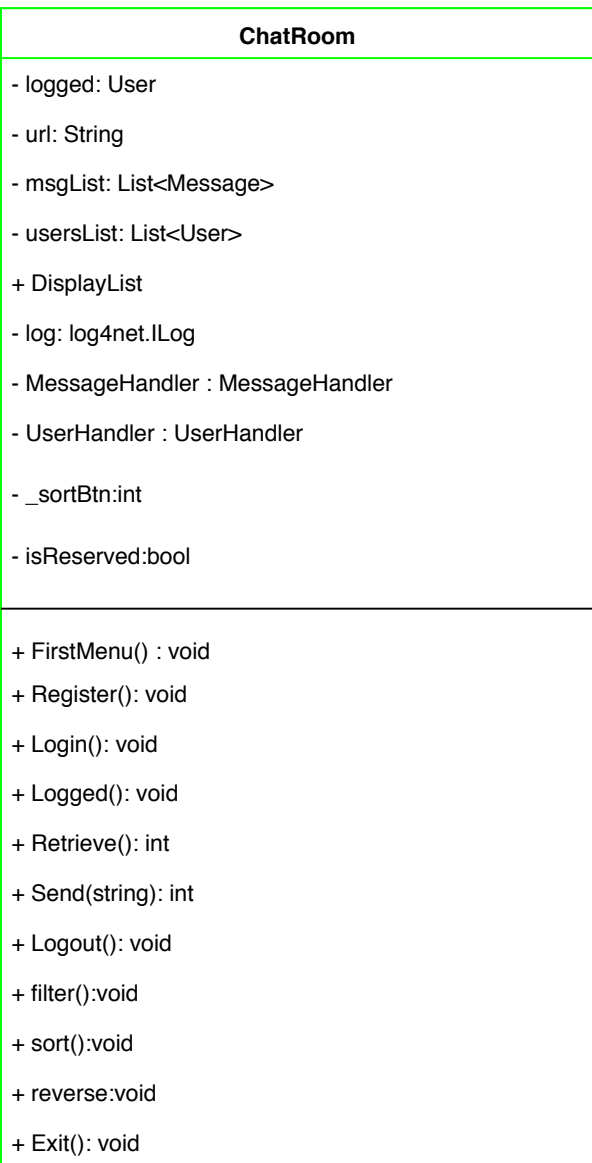 ChatRoom
- logged: User
- url: String
- msgList: List<Message>
- usersList: List<User>
+ DisplayList
- log: log4net.ILog
- MessageHandler : MessageHandler
- UserHandler : UserHandler
- _sortBtn:int
- isReserved:bool
+ FirstMenu() : void
+ Register(): void
+ Login(): void
+ Logged(): void
+ Retrieve(): int
+ Send(string): int
+ Logout(): void
+ filter():void
+ sort():void
+ reverse:void
+ Exit(): void